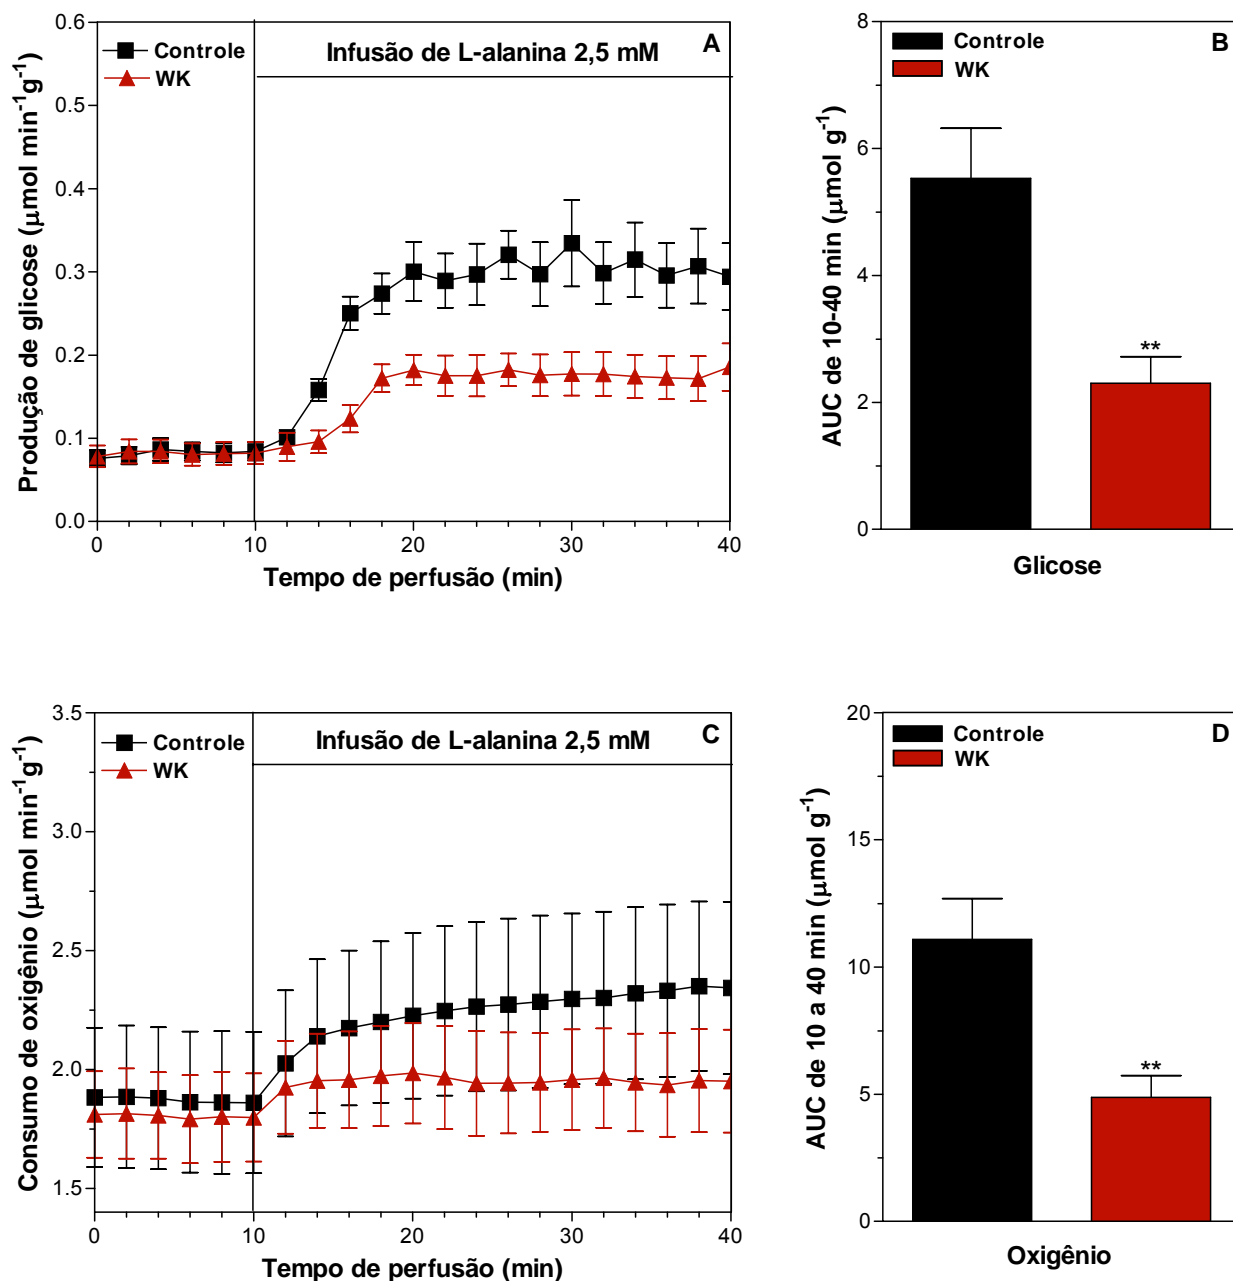 A
Controle
WK
Infusão de L-alanina 2,5 mM
Produção de glicose (μmol min⁻¹g⁻¹)
0.6
0.5
0.4
0.3
0.2
0.1
0.0
0
10
20
30
40
Tempo de perfusão (min)
B
Controle
WK
AUC de 10-40 min (μmol g⁻¹)
8
6
4
2
0
**
Glicose
C
Controle
WK
Infusão de L-alanina 2,5 mM
Consumo de oxigênio (μmol min⁻¹g⁻¹)
3.5
3.0
2.5
2.0
1.5
0
10
20
30
40
Tempo de perfusão (min)
D
Controle
WK
AUC de 10 a 40 min (μmol g⁻¹)
20
15
10
5
0
**
Oxigênio